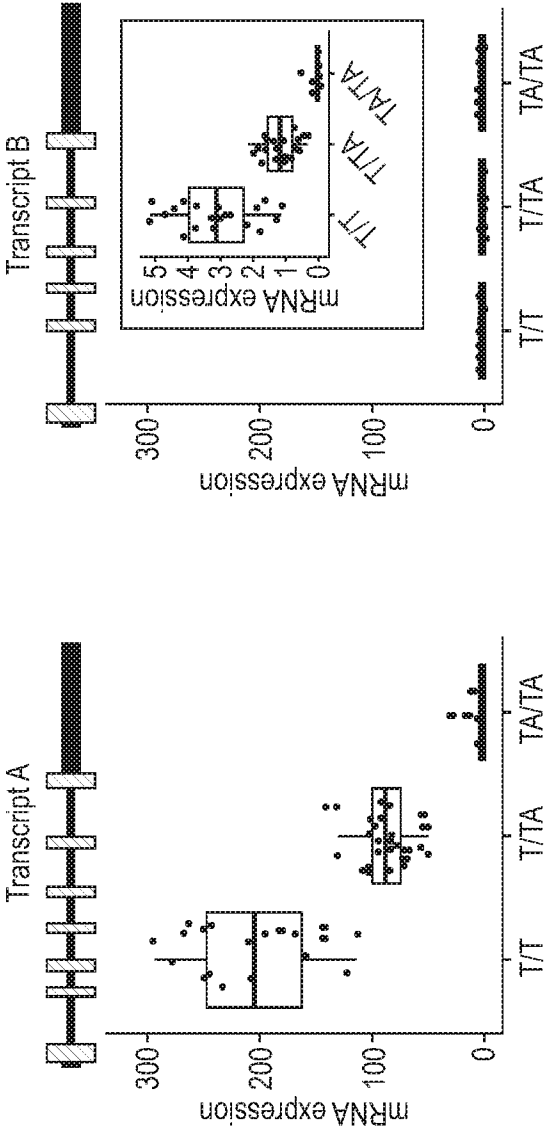 Transcript A
mRNA expression
300
200
100
0
T/T
T/TA
TA/TA
Transcript B
mRNA expression
300
200
100
0
T/T
T/TA
TA/TA
mRNA expression
5
4
3
2
1
0
T/T
T/TA
TA/TA